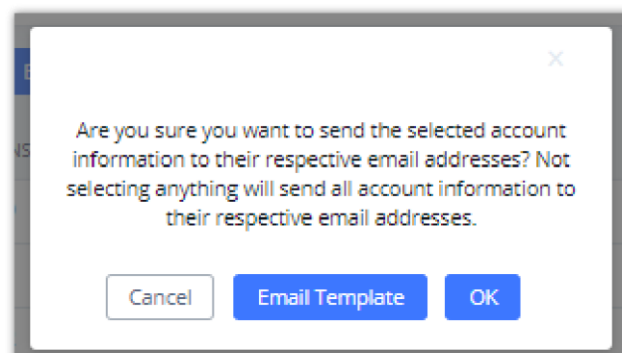 Are you sure you want to send the selected account
information to their respective email addresses? Not
selecting anything will send all account information to
their respective email addresses.
Cancel
Email Template
OK